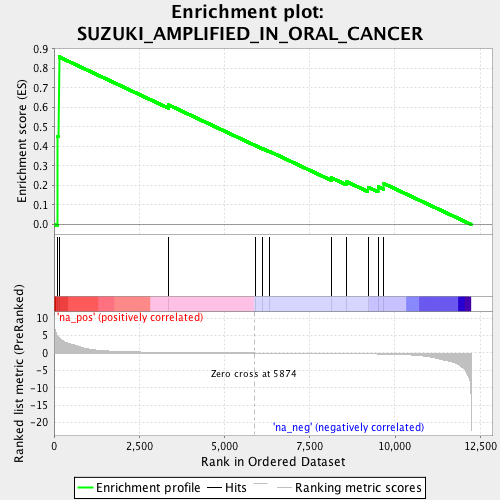 Enrichment plot:
SUZUKI_AMPLIFIED_IN_ORAL_CANCER
Enrichment score (ES)
0.9
0.8
0.7
0.6
0.5
0.4
0.3
0.2
0.1
0.0
'na_pos' (positively correlated)
Ranked list metric (PreRanked)
10
5
0
-5
-10
-15
-20
Zero cross at 5874
'na_neg' (negatively correlated)
0 2,500 5,000 7,500 10,000 12,500
Rank in Ordered Dataset
Enrichment profile Hits Ranking metric scores